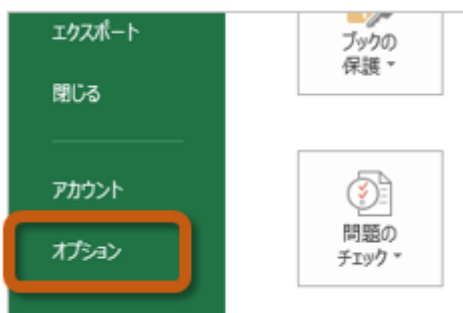 エクスポート
閉じる
アカウント
オプション
ブックの
保護
問題の
チェック